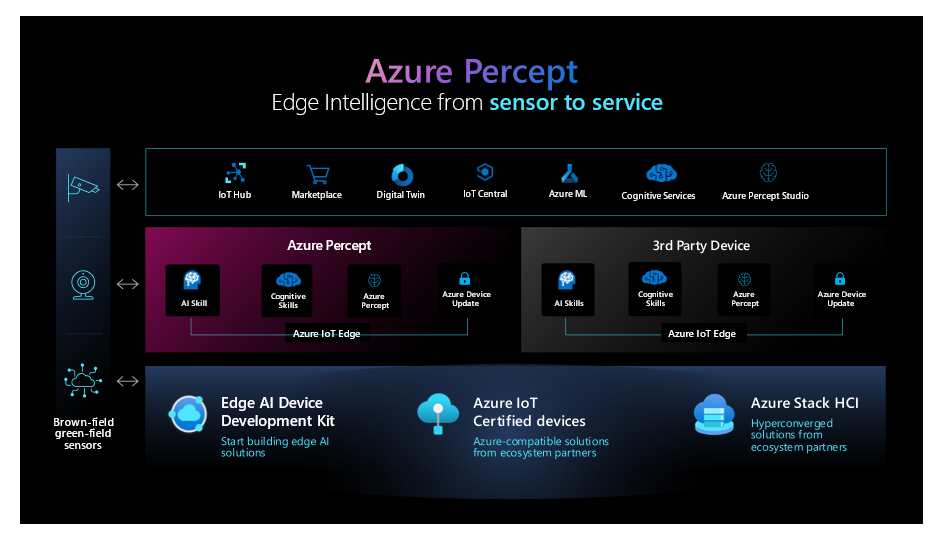 Azure Percept
Edge Intelligence from sensor to service
IoT Hub
Marketplace
Digital Twin
IoT Central
Azure ML
Cognitive Services
Azure Percept Studio
Azure Percept
AI Skill
Cognitive
Skills
Azure
Percept
Azure Device
Update
Azure IoT Edge
3rd Party Device
AI Skills
Cognitive
Skills
Azure
Percept
Azure Device
Update
Azure IoT Edge
Brown-field
green-field
sensors
Edge AI Device
Development Kit
Start building edge AI
solutions
Azure IoT
Certified devices
Azure-compatible solutions
from ecosystem partners
Azure Stack HCI
Hyperconverged
solutions from
ecosystem partners